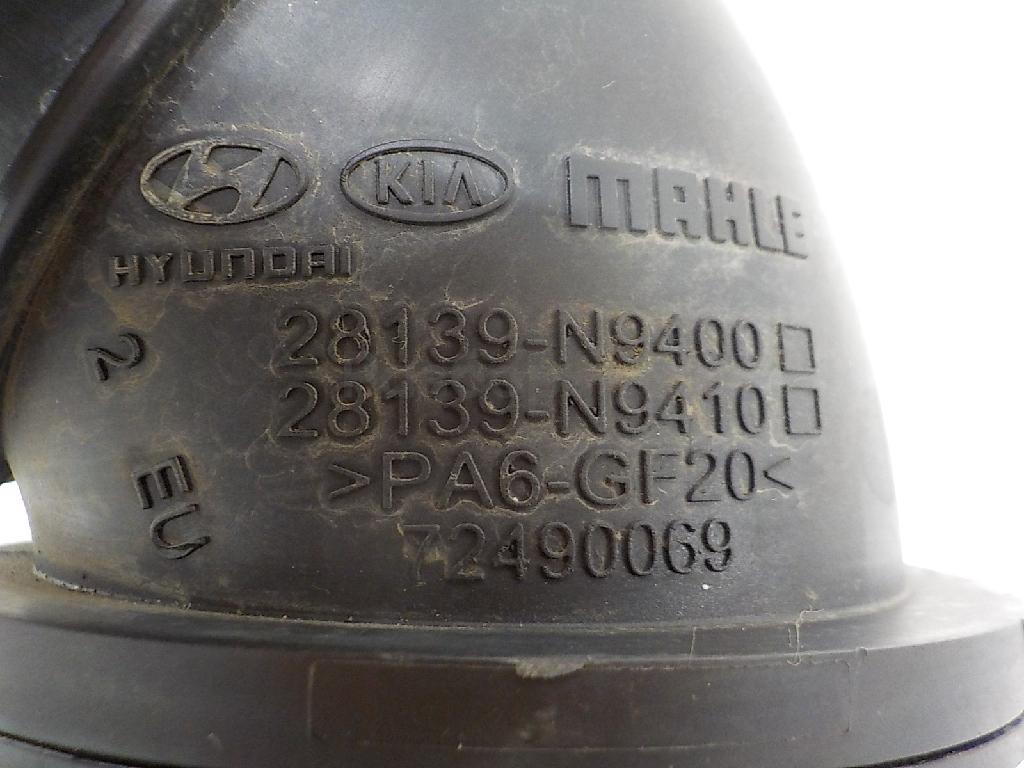 KIA MAHLE
HYUNDAI
28139-N9400□
28139-N9410□
>PA6-GF20<
72490069
2
EU